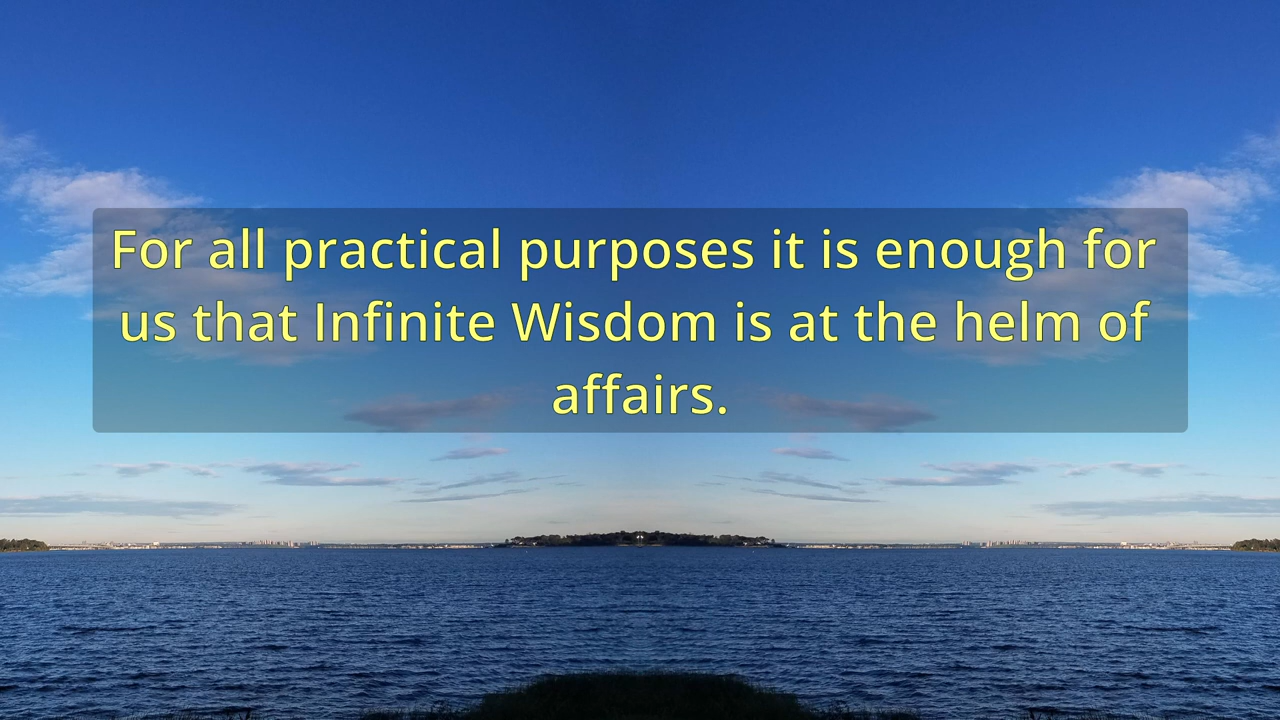 For all practical purposes it is enough for
us that Infinite Wisdom is at the helm of
affairs.